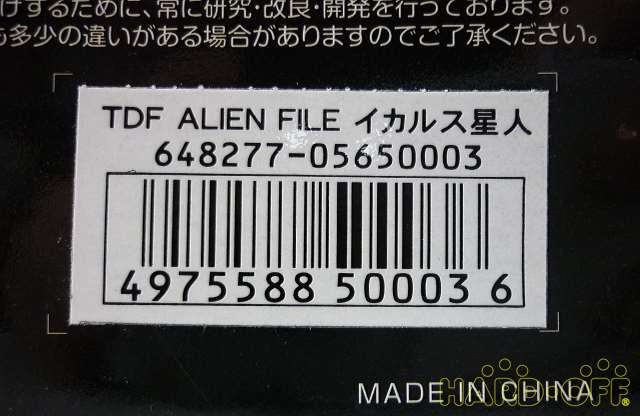 けするために、常に研究・改良・開発を行っております。
多少の違いがある場合がありますのでご了承ください。
TDF ALIEN FILE イカルス星人
648277-05650003
4975588 50003 6
MADE IN CHINA
HARD OFF